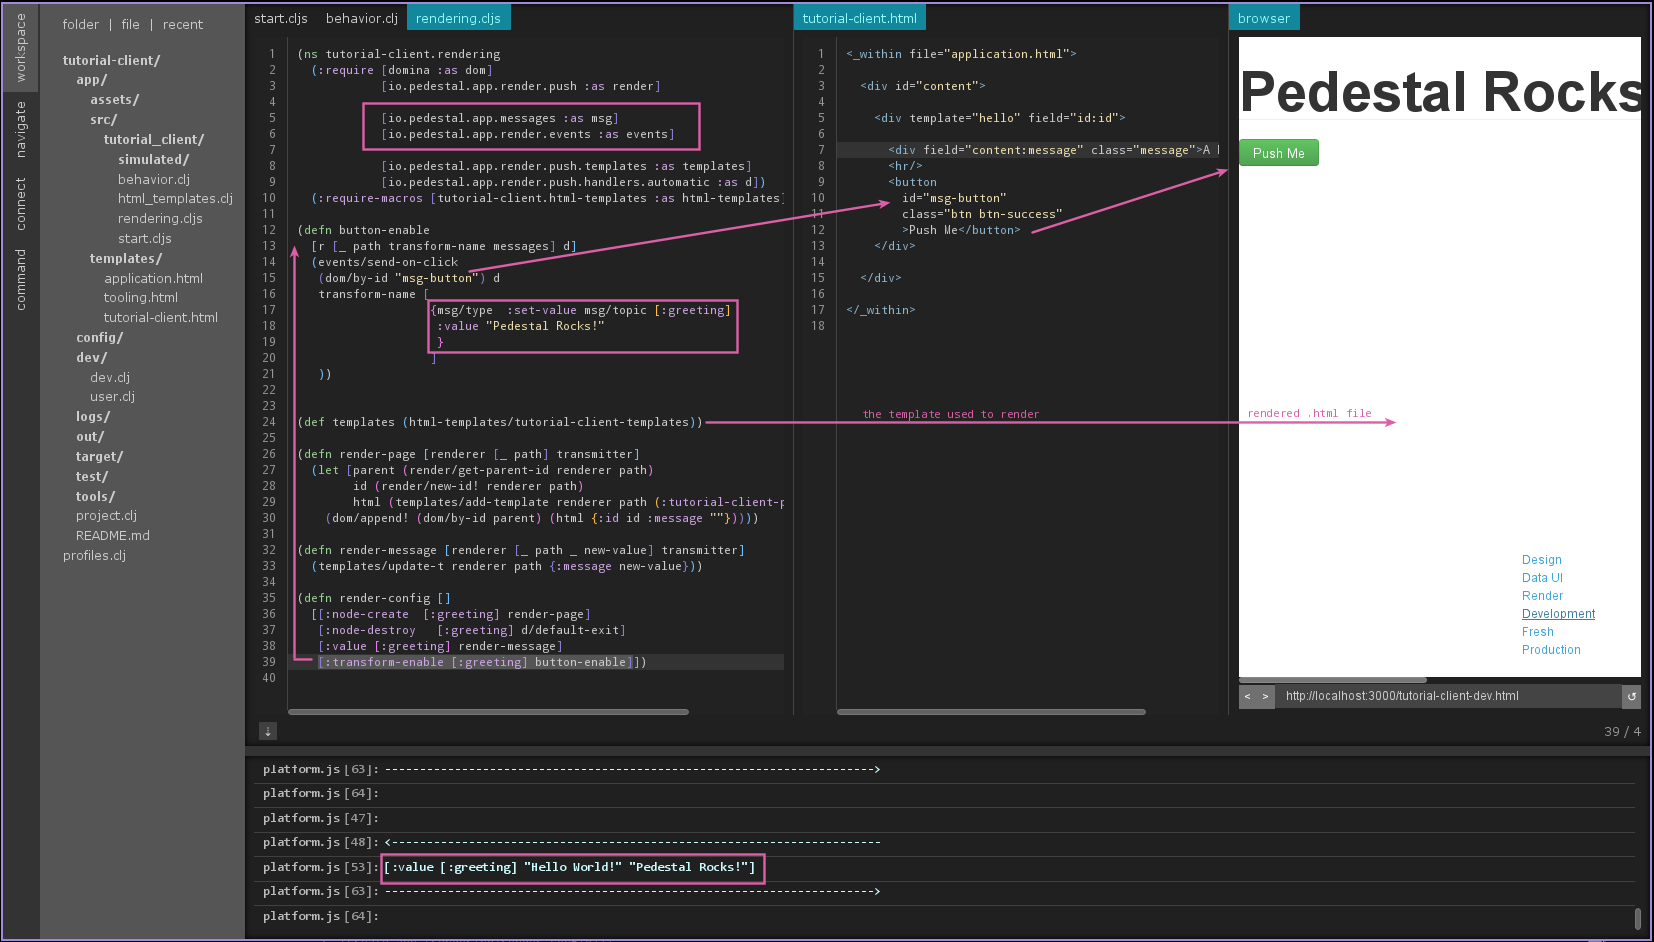 workspace
navigate
connect
command
folder | file | recent
tutorial-client/
app/
assets/
src/
tutorial_client/
simulated/
behavior.clj
html_templates.clj
rendering.cljs
start.cljs
templates/
application.html
tooling.html
tutorial-client.html
config/
dev/
dev.clj
user.clj
logs/
out/
target/
test/
tools/
project.clj
README.md
profiles.clj
start.cljs behavior.clj rendering.cljs
1 (ns tutorial-client.rendering
2 (:require [domina :as dom]
3 [io.pedestal.app.render.push :as render]
4
5 [io.pedestal.app.messages :as msg]
6 [io.pedestal.app.render.events :as events]
7
8 [io.pedestal.app.render.push.templates :as templates]
9 [io.pedestal.app.render.push.handlers.automatic :as d])
10 (:require-macros [tutorial-client.html-templates :as html-templates]
11
12 (defn button-enable
13 [r [_ path transform-name messages] d]
14 (events/send-on-click
15 (dom/by-id "msg-button") d
16 transform-name [
17 {msg/type :set-value msg/topic [:greeting]
18 :value "Pedestal Rocks!"
19 }
20 ]
21 ))
22
23
24 (def templates (html-templates/tutorial-client-templates))
25
26 (defn render-page [renderer [_ path] transmitter]
27 (let [parent (render/get-parent-id renderer path)
28 id (render/new-id! renderer path)
29 html (templates/add-template renderer path (:tutorial-client-p
30 (dom/append! (dom/by-id parent) (html {:id id :message ""}))))
31
32 (defn render-message [renderer [_ path _ new-value] transmitter]
33 (templates/update-t renderer path {:message new-value}))
34
35 (defn render-config []
36 [[:node-create [:greeting] render-page]
37 [:node-destroy [:greeting] d/default-exit]
38 [:value [:greeting] render-message]
39 [:transform-enable [:greeting] button-enable]])
40
tutorial-client.html
1 <_within file="application.html">
2
3 <div id="content">
4
5 <div template="hello" field="id:id">
6
7 <div field="content:message" class="message">A
8 <hr/>
9 <button
10 id="msg-button"
11 class="btn btn-success"
12 >Push Me</button>
13 </div>
14
15 </div>
16
17 </_within>
18
the template used to render
browser
Pedestal Rocks
Push Me
rendered .html file
Design
Data UI
Render
Development
Fresh
Production
< > http://localhost:3000/tutorial-client-dev.html ↺
↓
39 / 4
platform.js [63]: ---------------------------------------------------------------------->
platform.js [64]:
platform.js [47]:
platform.js [48]: <----------------------------------------------------------------------
platform.js [53]: [:value [:greeting] "Hello World!" "Pedestal Rocks!"]
platform.js [63]: ---------------------------------------------------------------------->
platform.js [64]: